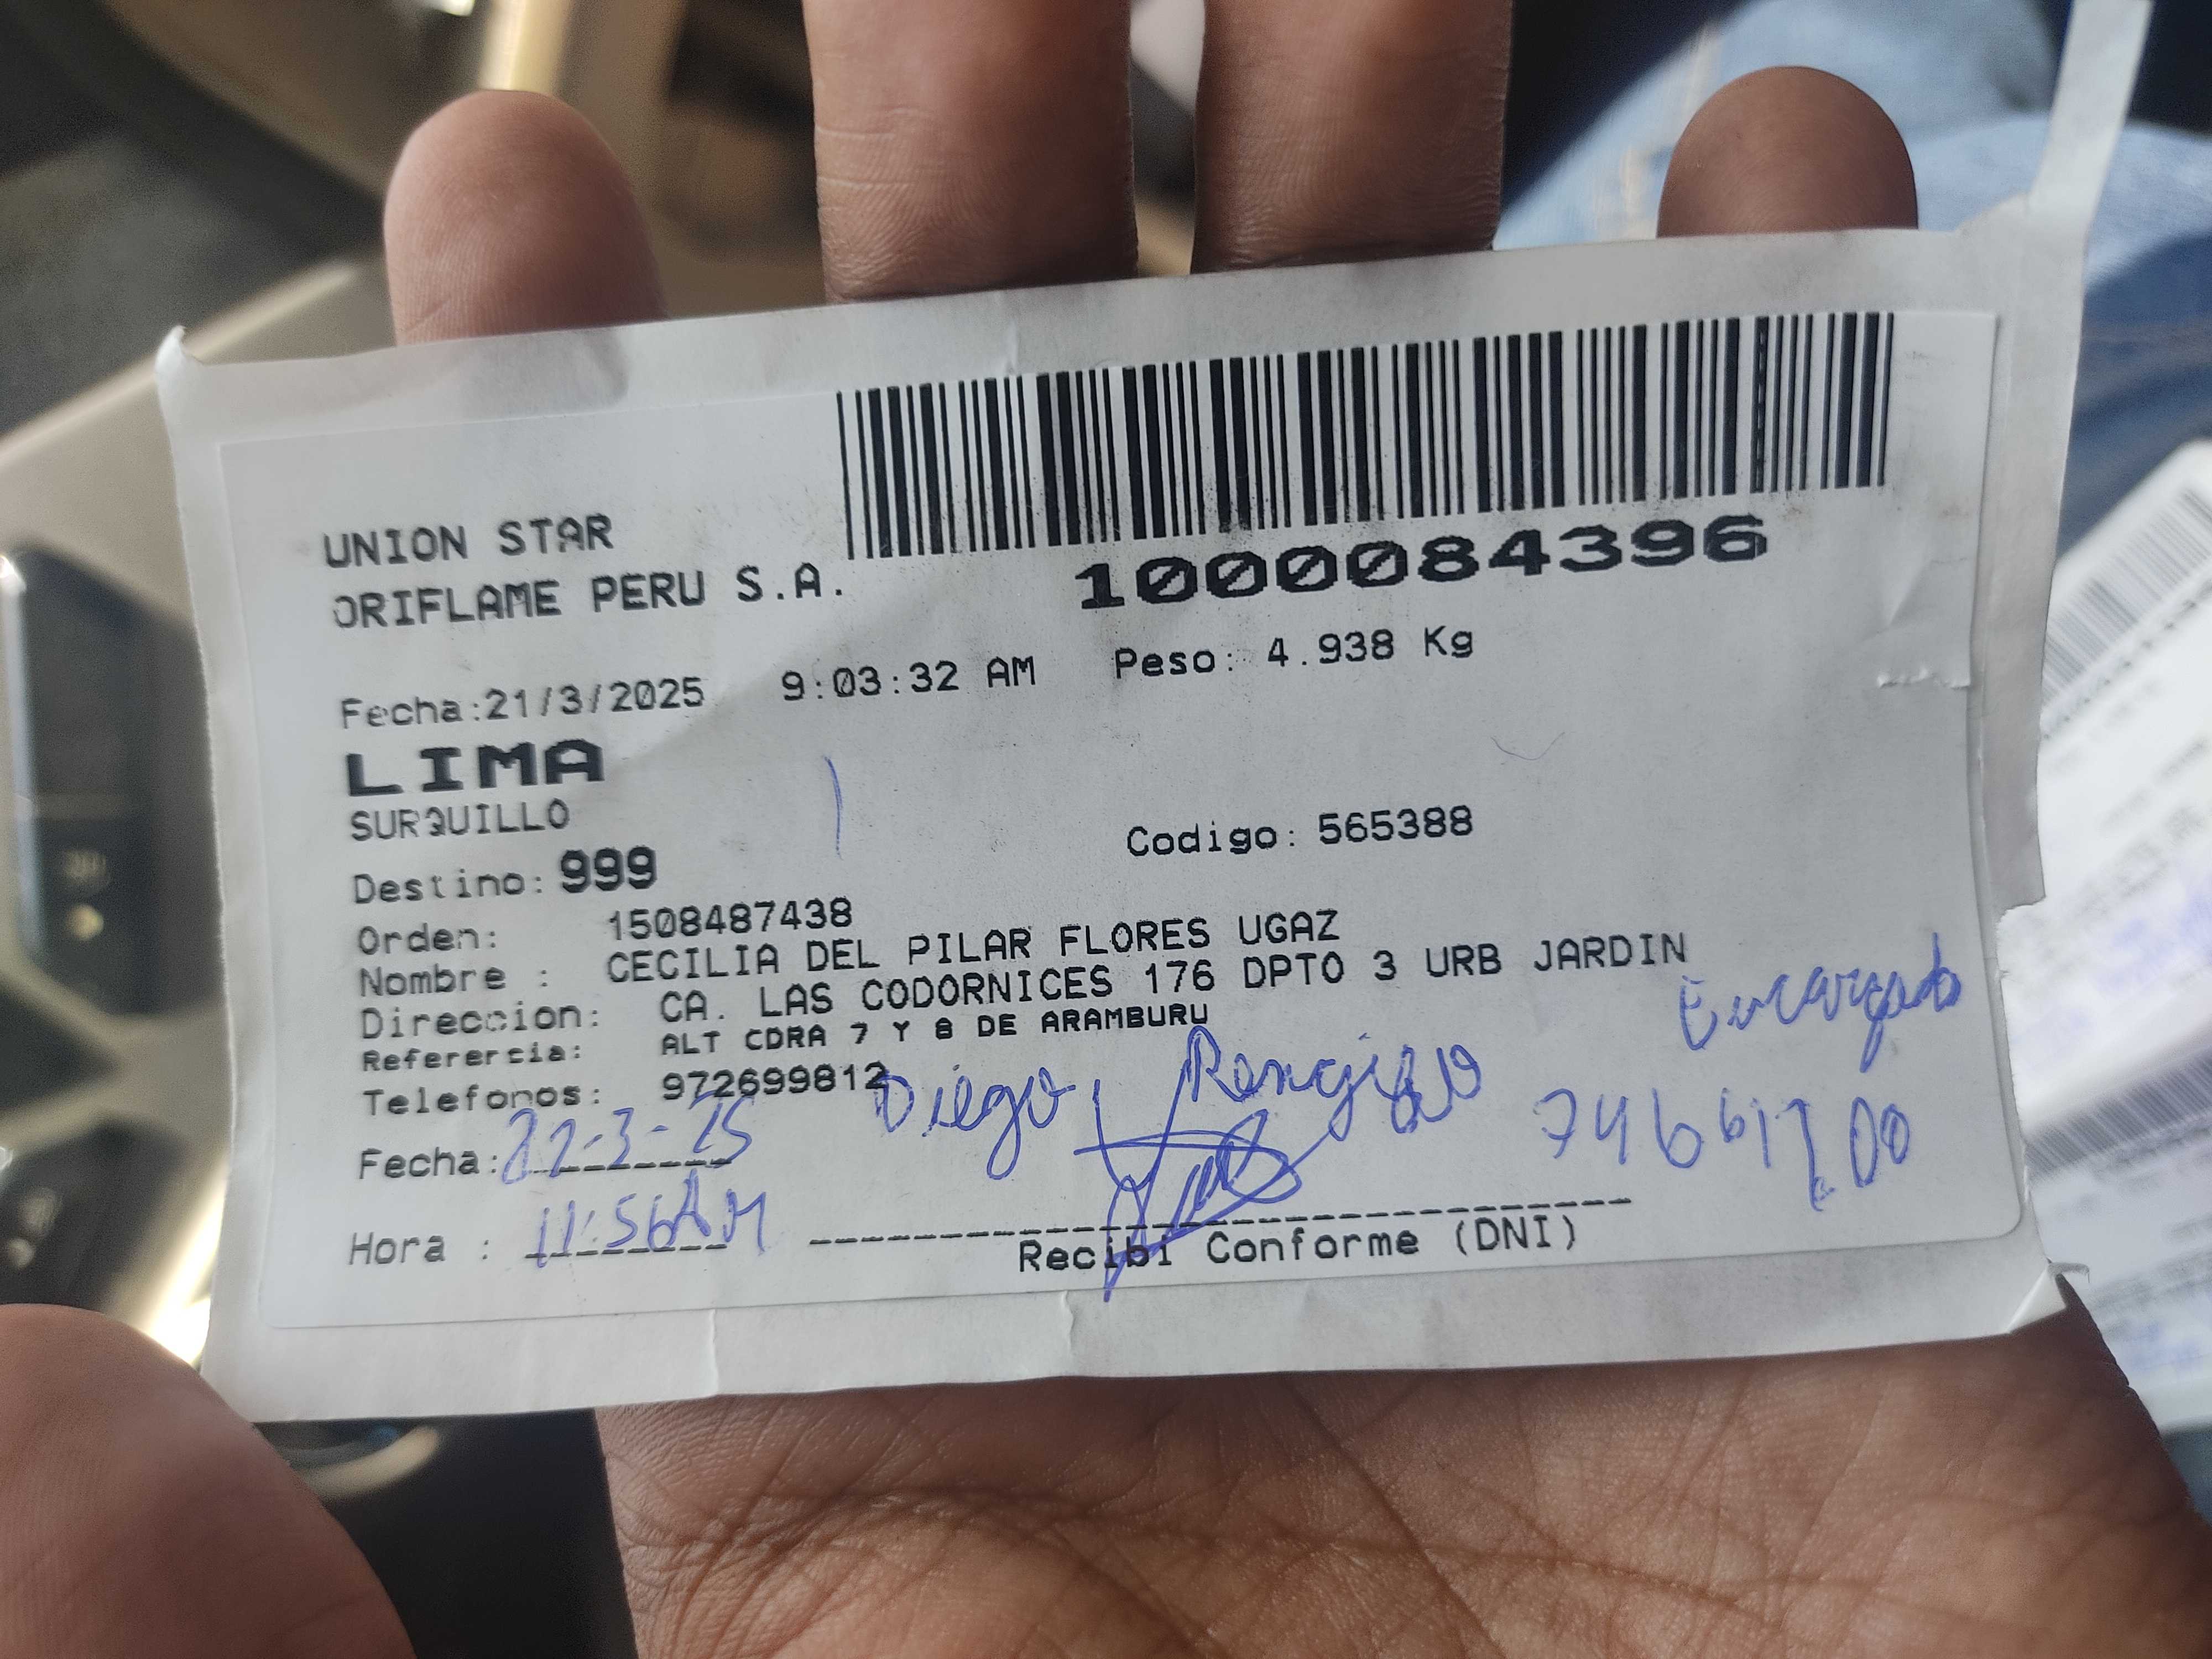 UNION STAR
ORIFLAME PERU S.A.
1000084396
Fecha:21/3/2025 9:03:32 AM Peso: 4.938 Kg
LIMA
SURQUILLO
Destino: 999 Codigo: 565388
Orden: 1508487438
Nombre : CECILIA DEL PILAR FLORES UGAZ
Direccion: CA. LAS CODORNICES 176 DPTO 3 URB JARDIN
Referencia: ALT CDRA 7 Y 8 DE ARAMBURU
Encargado
Telefonos: 972699812 Diego Rengifo
Fecha: 22-3-25
Hora : 11:56AM
Recibi Conforme (DNI)